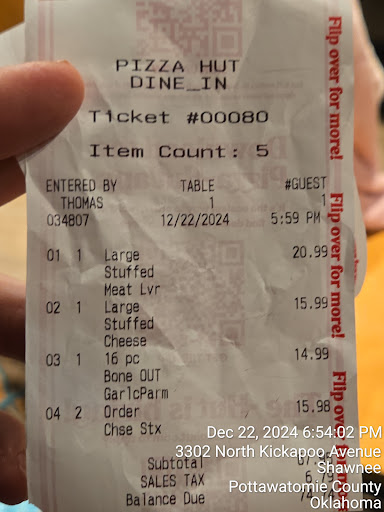 PIZZA HUT
DINE_IN
Ticket #00080
Item Count: 5
ENTERED BY TABLE #GUEST
THOMAS 1 1
034807 12/22/2024 5:59 PM
01 1 Large 20.99
Stuffed
Meat Lvr
02 1 Large 15.99
Stuffed
Cheese
03 1 16 pc 14.99
Bone OUT
GarlcParm
04 2 Order 15.98
Chse Stx
Subtotal
SALES TAX
Balance Due
Flip over for more!
Flip over for more!
Flip over for more!
Dec 22, 2024 6:54:02 PM
3302 North Kickapoo Avenue
Shawnee
Pottawatomie County
Oklahoma